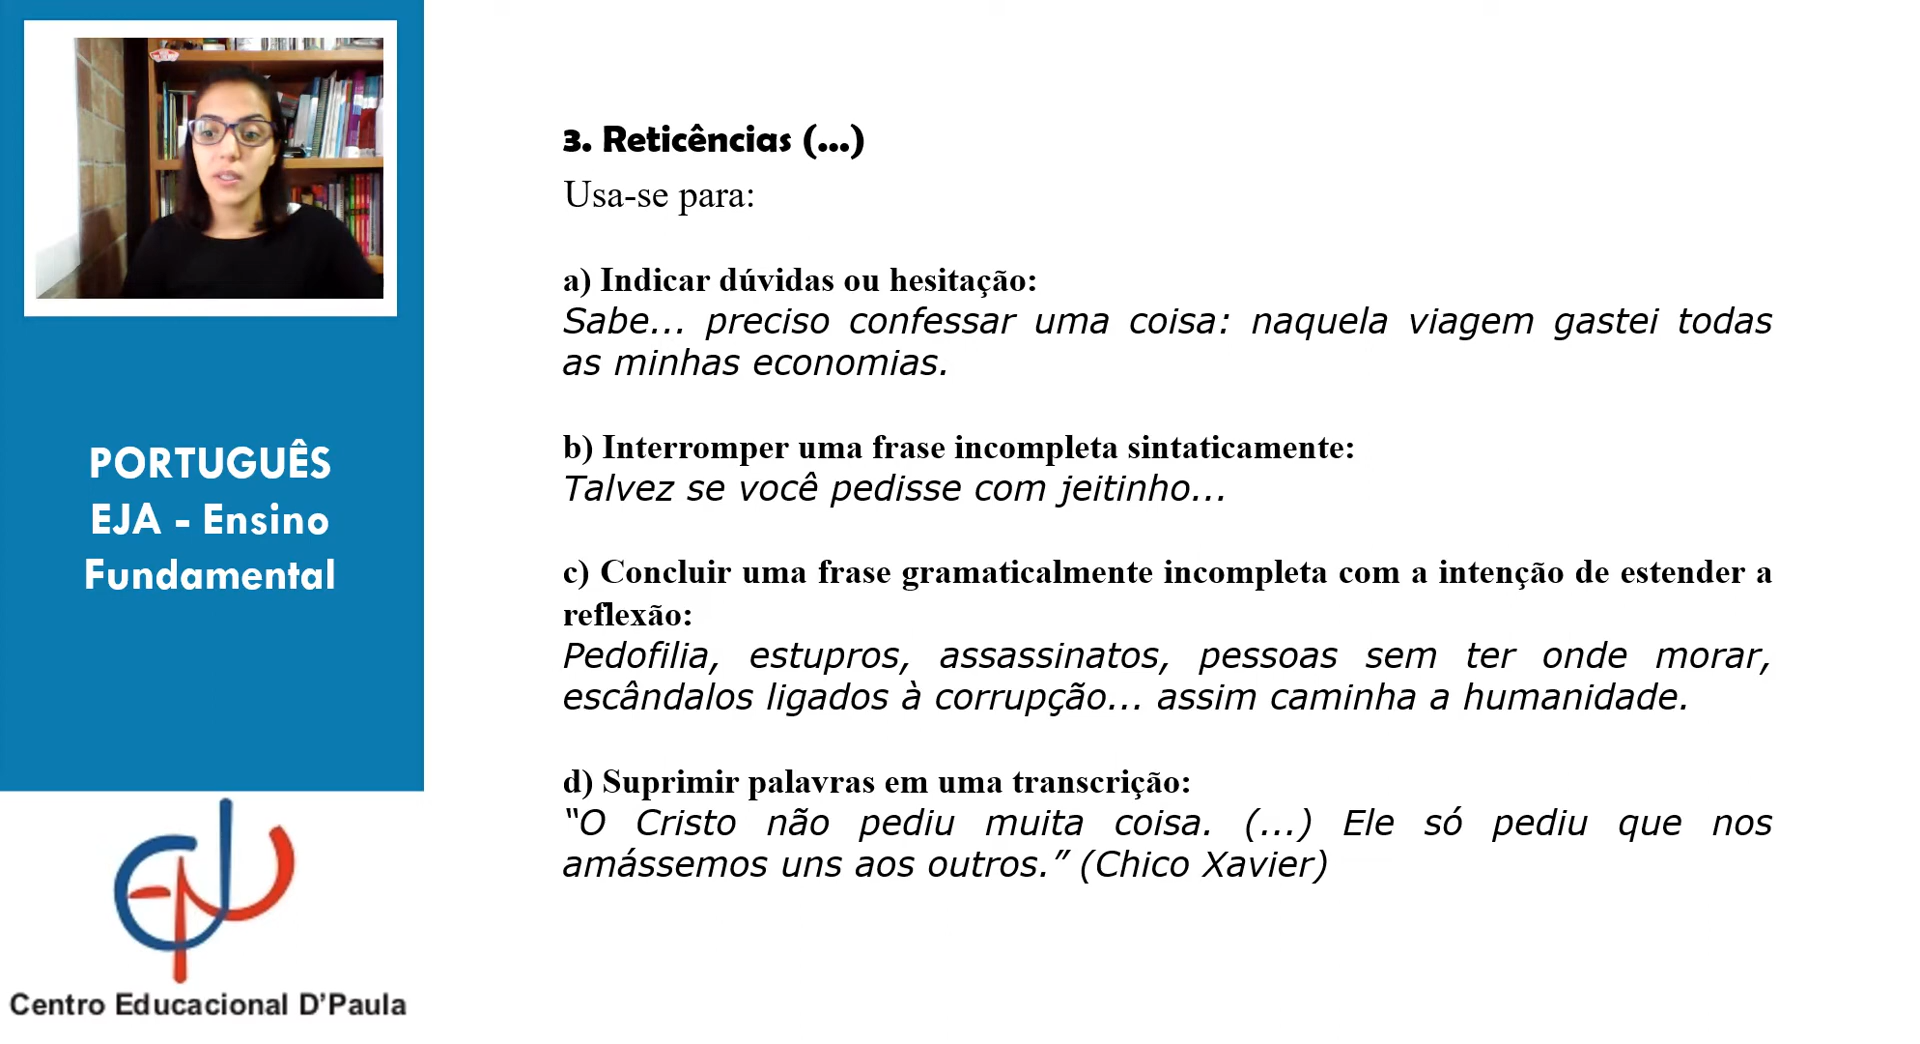 3. Reticências (...)
Usa-se para:
a) Indicar dúvidas ou hesitação:
Sabe... preciso confessar uma coisa: naquela viagem gastei todas
as minhas economias.
b) Interromper uma frase incompleta sintaticamente:
Talvez se você pedisse com jeitinho...
c) Concluir uma frase gramaticalmente incompleta com a intenção de estender a
reflexão:
Pedofilia, estupros, assassinatos, pessoas sem ter onde morar,
escândalos ligados à corrupção... assim caminha a humanidade.
d) Suprimir palavras em uma transcrição:
“O Cristo não pediu muita coisa. (...) Ele só pediu que nos
amássemos uns aos outros.” (Chico Xavier)
PORTUGUÊS
EJA - Ensino
Fundamental
Centro Educacional D’Paula